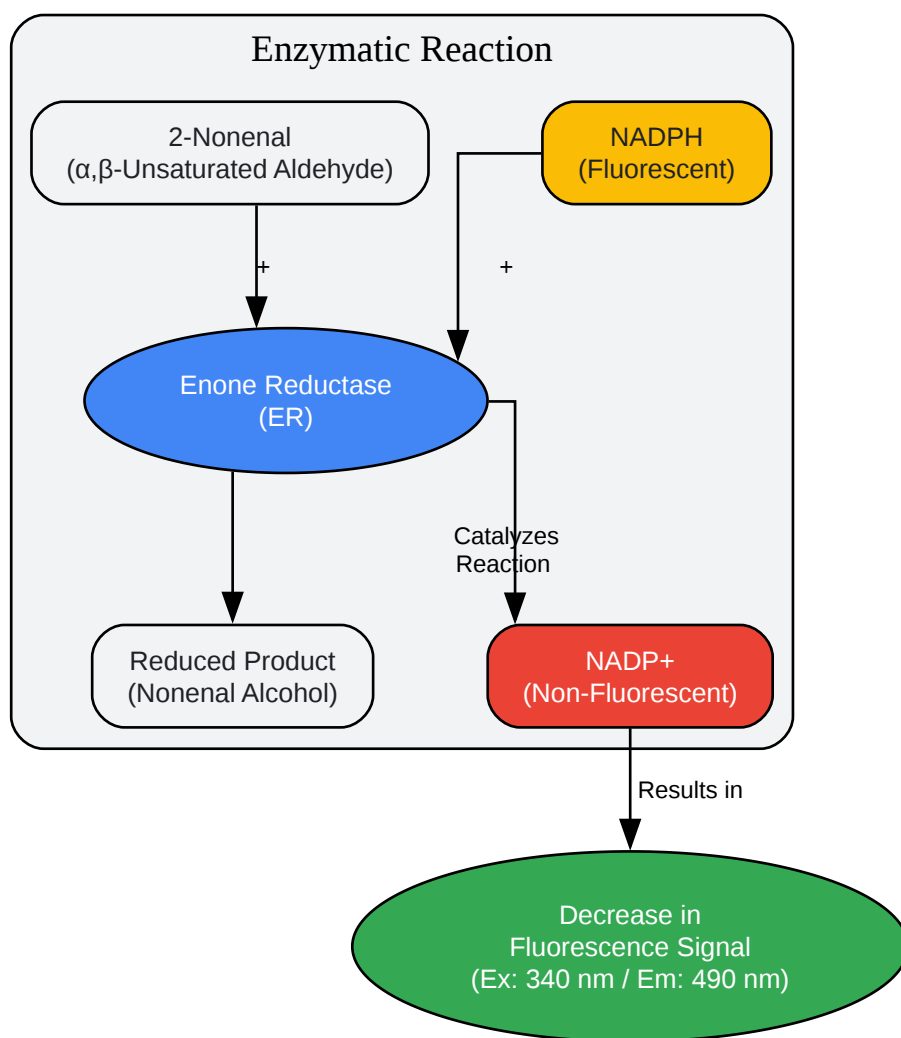 Enzymatic Reaction
2-Nonenal
(α,β-Unsaturated Aldehyde)
NADPH
(Fluorescent)
+
+
Enone Reductase
(ER)
Catalyzes
Reaction
Reduced Product
(Nonenal Alcohol)
NADP+
(Non-Fluorescent)
Results in
Decrease in
Fluorescence Signal
(Ex: 340 nm / Em: 490 nm)